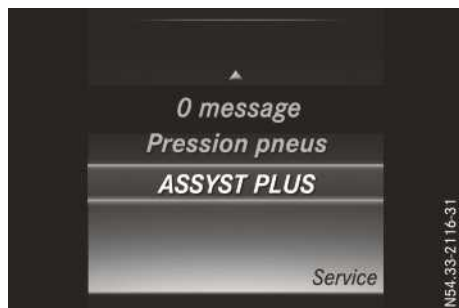 0 message
Pression pneus
ASSYST PLUS
Service
N54.33-2116-31